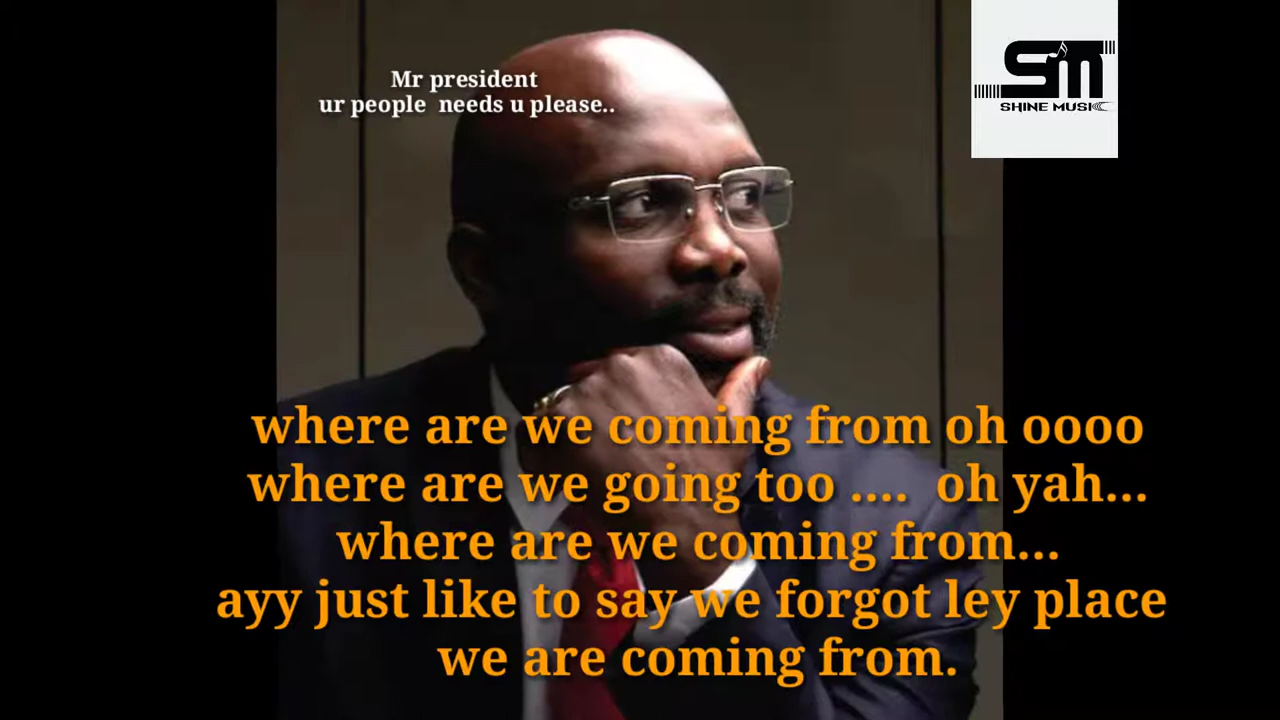 Mr president
ur people needs u please..
SM
SHINE MUSIC
where are we coming from oh oooo
where are we going too .... oh yah...
where are we coming from...
ayy just like to say we forgot ley place
we are coming from.